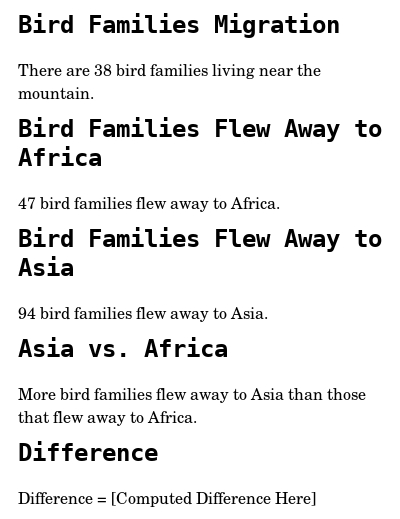 Bird Families Migration
There are 38 bird families living near the
mountain.
Bird Families Flew Away to
Africa
47 bird families flew away to Africa.
Bird Families Flew Away to
Asia
94 bird families flew away to Asia.
Asia vs. Africa
More bird families flew away to Asia than those
that flew away to Africa.
Difference
Difference = [Computed Difference Here]